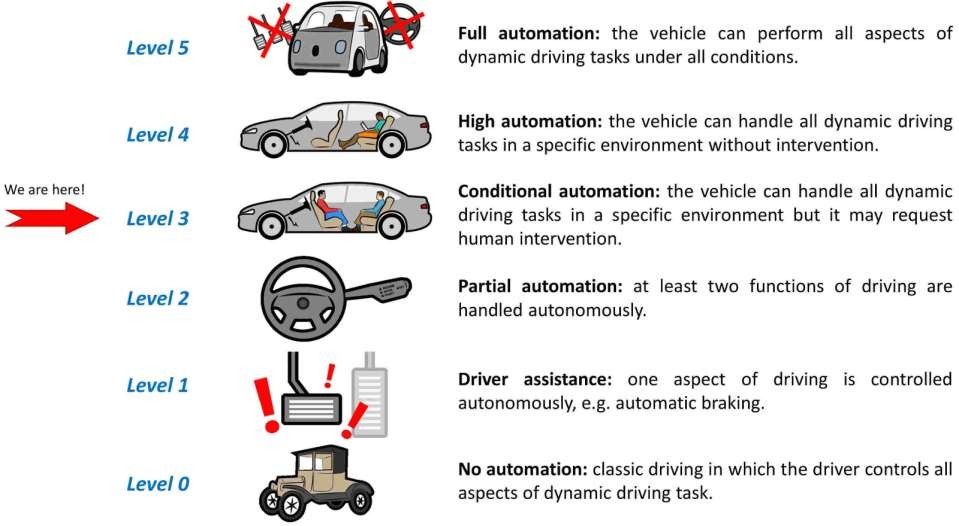 Level 5
Full automation: the vehicle can perform all aspects of
dynamic driving tasks under all conditions.
Level 4
High automation: the vehicle can handle all dynamic driving
tasks in a specific environment without intervention.
We are here!
Level 3
Conditional automation: the vehicle can handle all dynamic
driving tasks in a specific environment but it may request
human intervention.
Level 2
Partial automation: at least two functions of driving are
handled autonomously.
Level 1
Driver assistance: one aspect of driving is controlled
autonomously, e.g. automatic braking.
Level 0
No automation: classic driving in which the driver controls all
aspects of dynamic driving task.